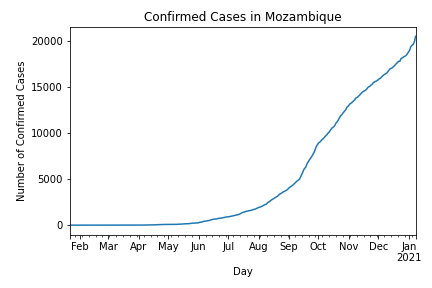 Confirmed Cases in Mozambique
Number of Confirmed Cases
20000
15000
10000
5000
0
Feb Mar Apr May Jun Jul Aug Sep Oct Nov Dec Jan
2021
Day